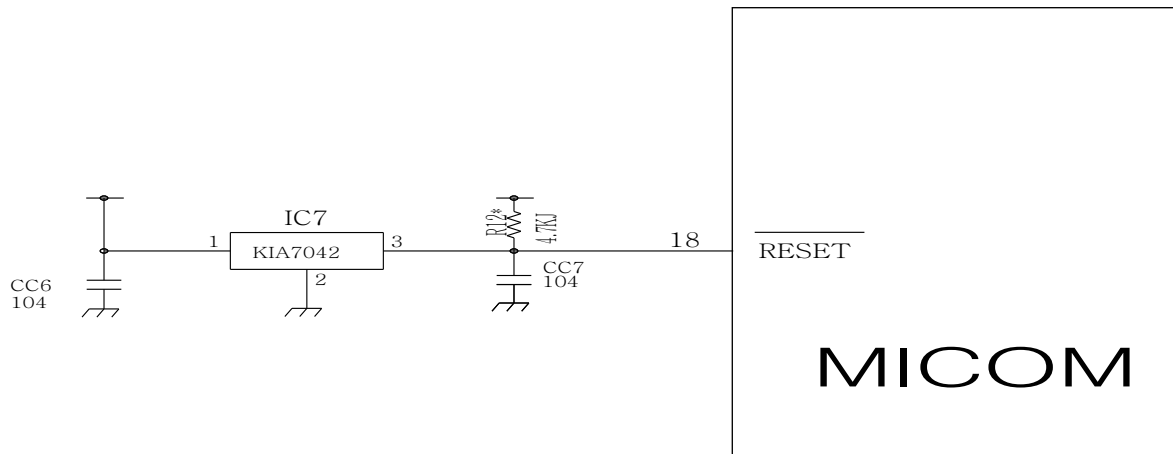 IC7
1
KIA7042
3
2
CC6
104
R12*
4.7KJ
CC7
104
18
RESET
MICOM